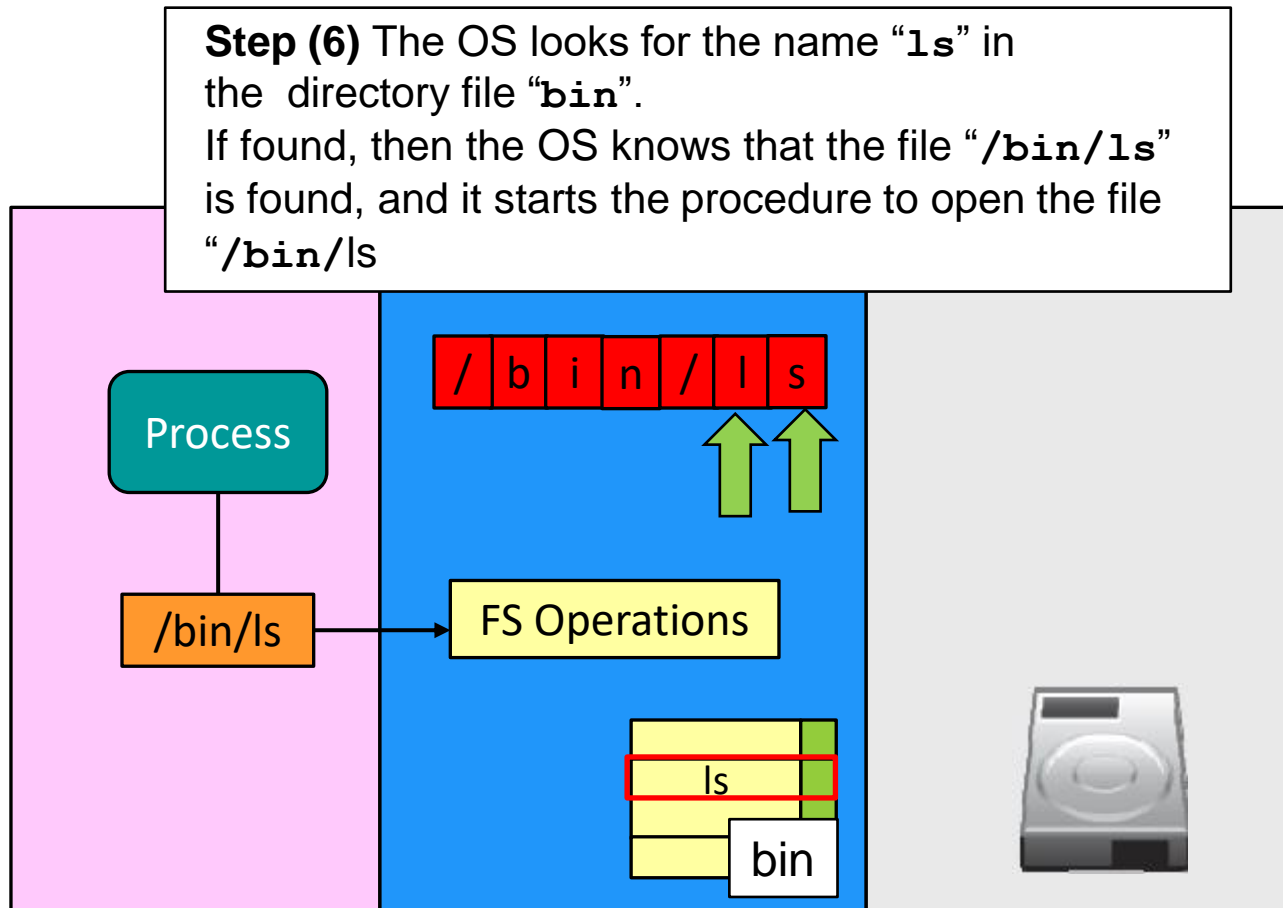 Step (6) The OS looks for the name “ls” in
the directory file “bin”.
If found, then the OS knows that the file “/bin/ls”
is found, and it starts the procedure to open the file
“/bin/ls
/ b i n / l s
Process
/bin/ls
FS Operations
ls
bin